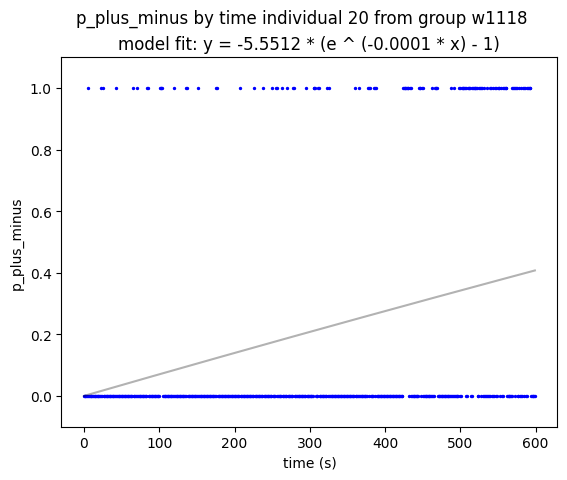 p_plus_minus by time individual 20 from group w1118
model fit: y = -5.5512 * (e ^ (-0.0001 * x) - 1)
p_plus_minus
1.0
0.8
0.6
0.4
0.2
0.0
0 100 200 300 400 500 600
time (s)